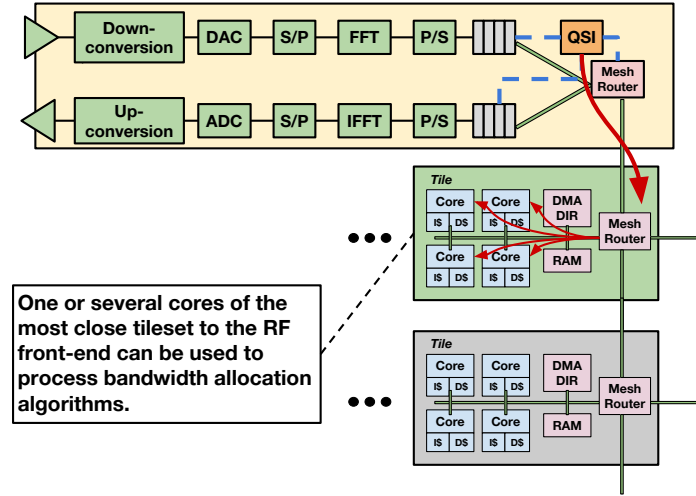 Down-
conversion
DAC
S/P
FFT
P/S
QSI
Mesh
Router
Up-
conversion
ADC
S/P
IFFT
P/S
Tile
Core
I$ D$
Core
I$ D$
DMA
DIR
Mesh
Router
Core
I$ D$
Core
I$ D$
RAM
One or several cores of the
most close tileset to the RF
front-end can be used to
process bandwidth allocation
algorithms.
Tile
Core
I$ D$
Core
I$ D$
DMA
DIR
Mesh
Router
Core
I$ D$
Core
I$ D$
RAM